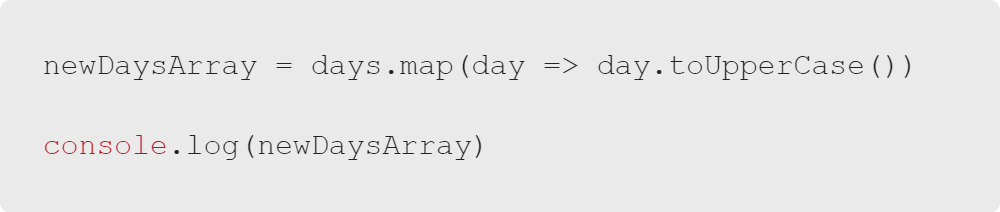 newDaysArray = days.map(day => day.toUpperCase())
console.log(newDaysArray)